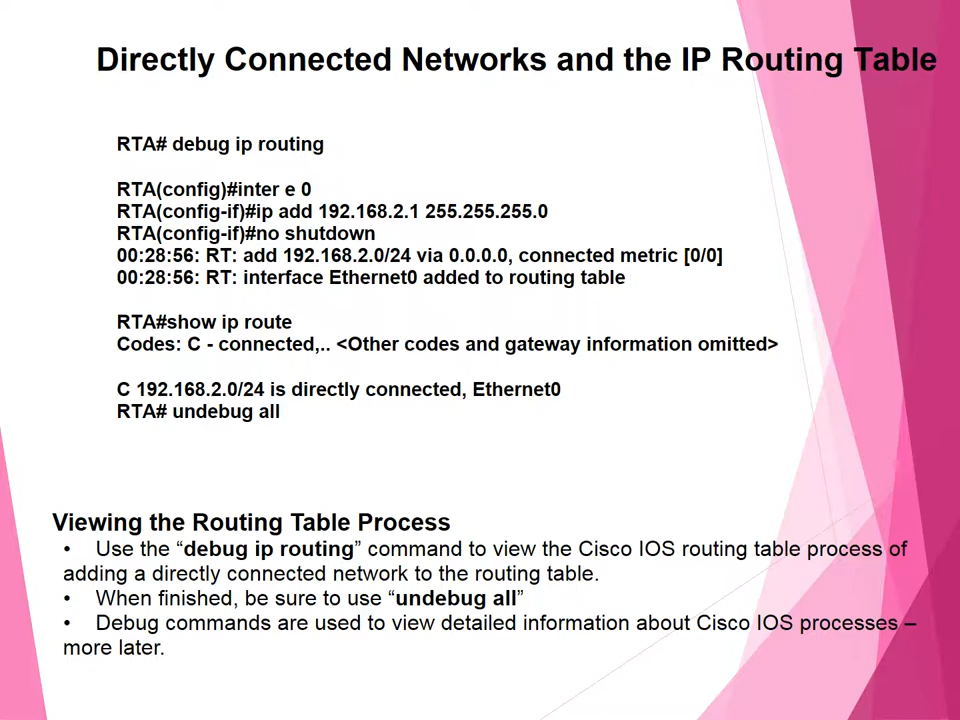 Directly Connected Networks and the IP Routing Table
RTA# debug ip routing
RTA(config)#inter e 0
RTA(config-if)#ip add 192.168.2.1 255.255.255.0
RTA(config-if)#no shutdown
00:28:56: RT: add 192.168.2.0/24 via 0.0.0.0, connected metric [0/0]
00:28:56: RT: interface Ethernet0 added to routing table
RTA#show ip route
Codes: C - connected,.. <Other codes and gateway information omitted>
C 192.168.2.0/24 is directly connected, Ethernet0
RTA# undebug all
Viewing the Routing Table Process
• Use the “debug ip routing” command to view the Cisco IOS routing table process of
adding a directly connected network to the routing table.
• When finished, be sure to use “undebug all”
• Debug commands are used to view detailed information about Cisco IOS processes –
more later.